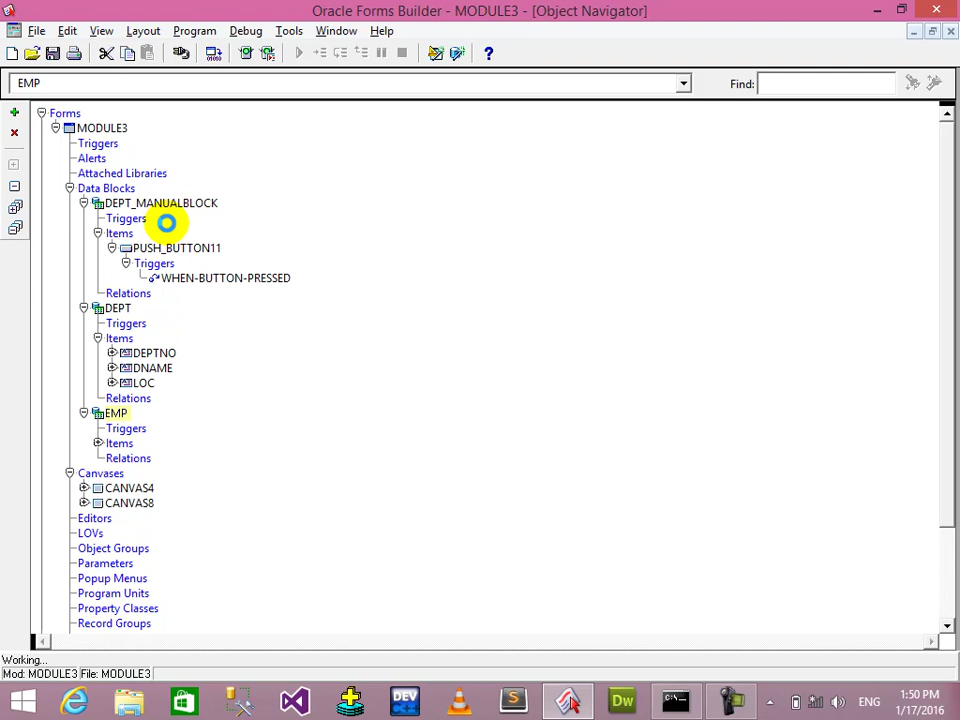 Oracle Forms Builder - MODULE3 - [Object Navigator]
File Edit View Layout Program Debug Tools Window Help
EMP Find:
Forms
MODULE3
Triggers
Alerts
Attached Libraries
Data Blocks
DEPT_MANUALBLOCK
Triggers
Items
PUSH_BUTTON11
Triggers
WHEN-BUTTON-PRESSED
Relations
DEPT
Triggers
Items
DEPTNO
DNAME
LOC
Relations
EMP
Triggers
Items
Relations
Canvases
CANVAS4
CANVAS8
Editors
LOVs
Object Groups
Parameters
Popup Menus
Program Units
Property Classes
Record Groups
Working...
Mod: MODULE3 File: MODULE3
DEV
C++
S
Dw
ENG
1:50 PM
1/17/2016